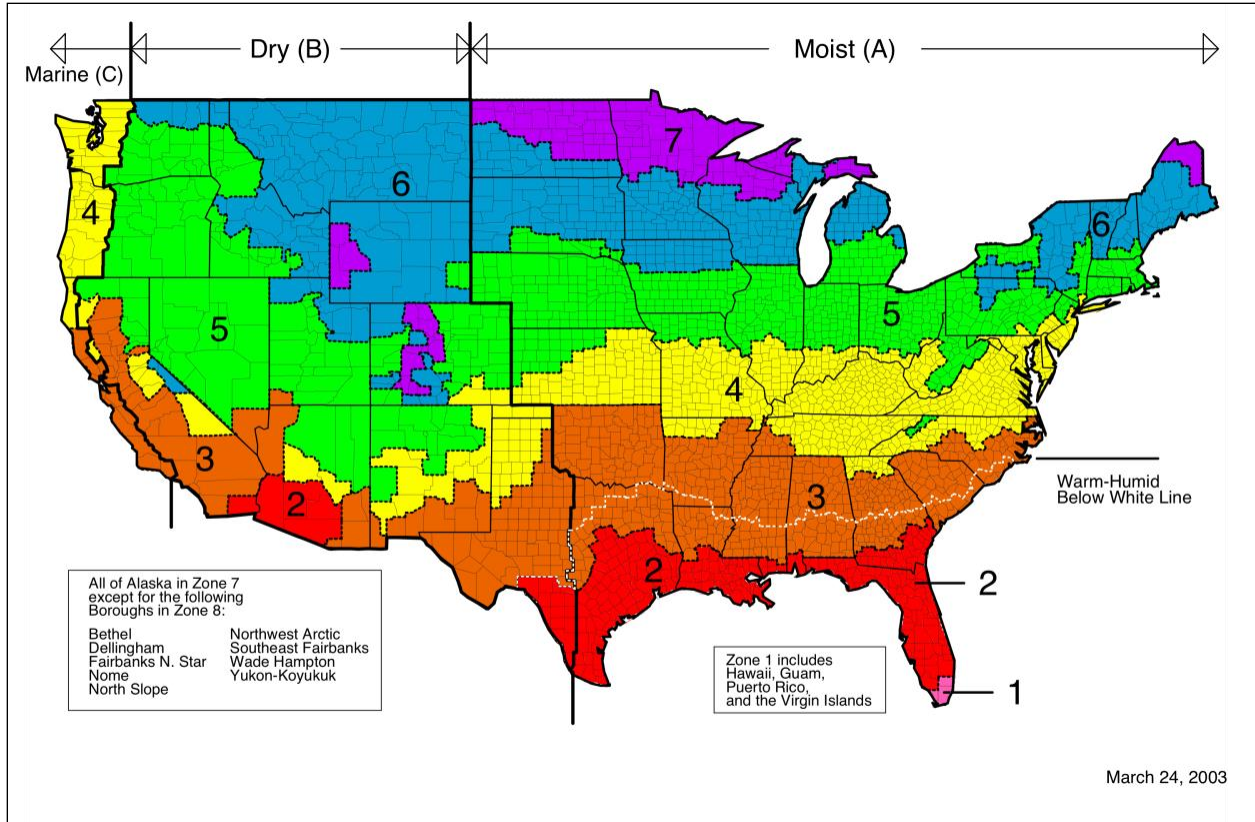 Marine (C)
Dry (B)
Moist (A)
7
6
4
6
5
5
4
3
3
2
2
Warm-Humid
Below White Line
2
1
All of Alaska in Zone 7
except for the following
Boroughs in Zone 8:
Bethel
Dellingham
Fairbanks N. Star
Nome
North Slope
Northwest Arctic
Southeast Fairbanks
Wade Hampton
Yukon-Koyukuk
Zone 1 includes
Hawaii, Guam,
Puerto Rico,
and the Virgin Islands
March 24, 2003